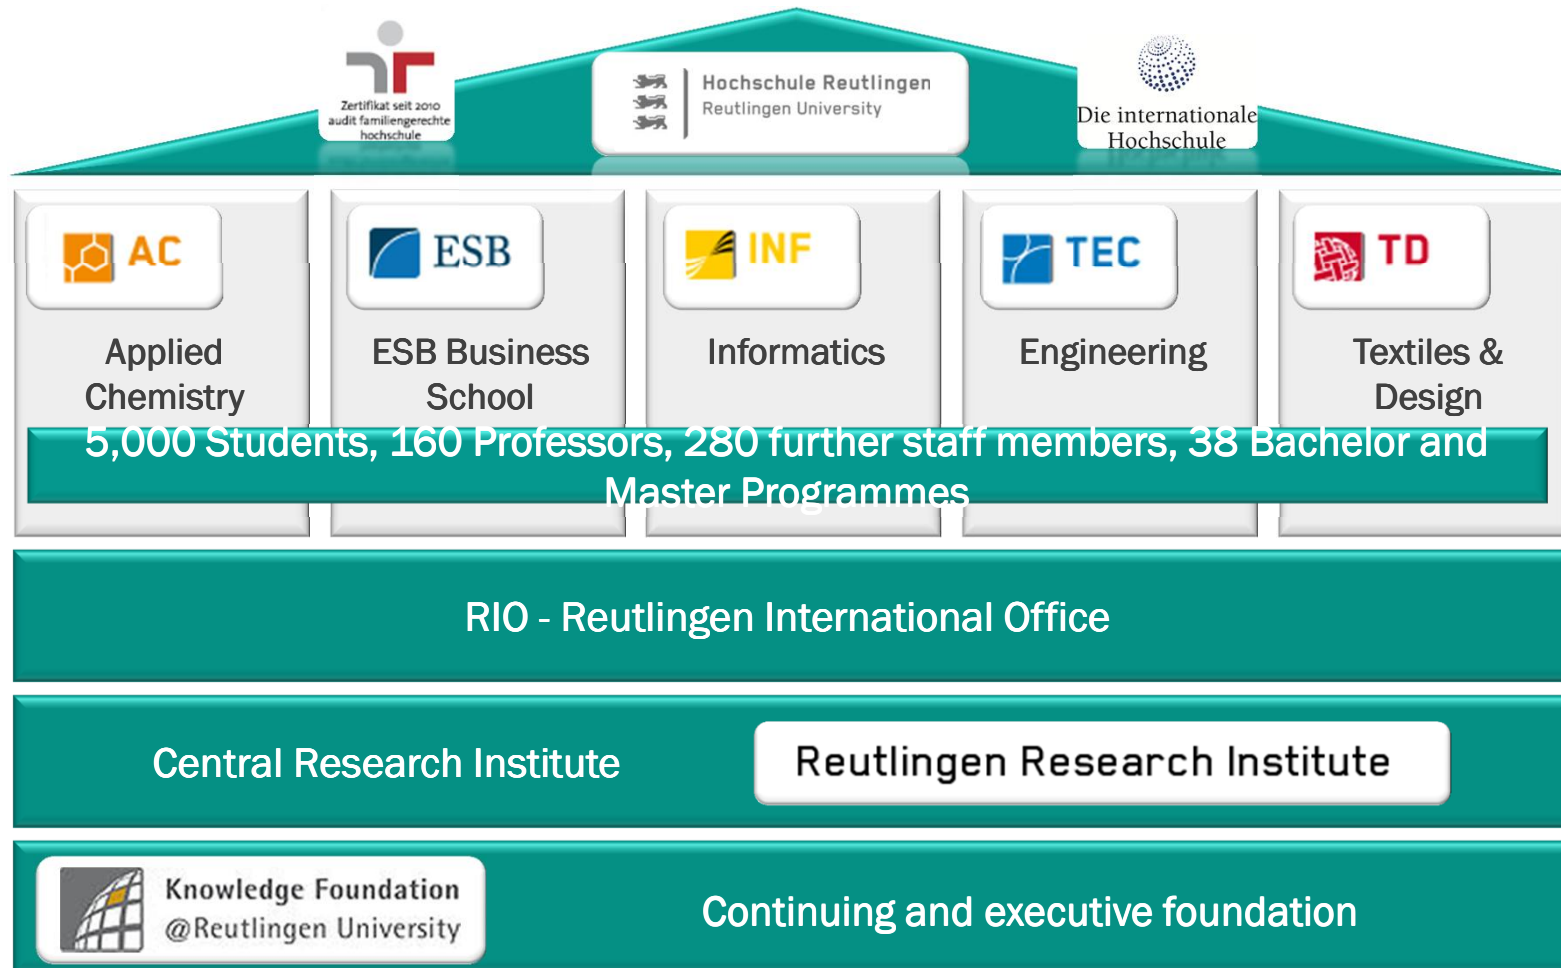 Zertifikat seit 2010
audit familiengerechte
hochschule
Hochschule Reutlingen
Reutlingen University
Die internationale
Hochschule
AC
ESB
INF
TEC
TD
Applied
Chemistry
ESB Business
School
Informatics
Engineering
Textiles &
Design
5,000 Students, 160 Professors, 280 further staff members, 38 Bachelor and
Master Programmes
RIO - Reutlingen International Office
Central Research Institute
Reutlingen Research Institute
Knowledge Foundation
@Reutlingen University
Continuing and executive foundation